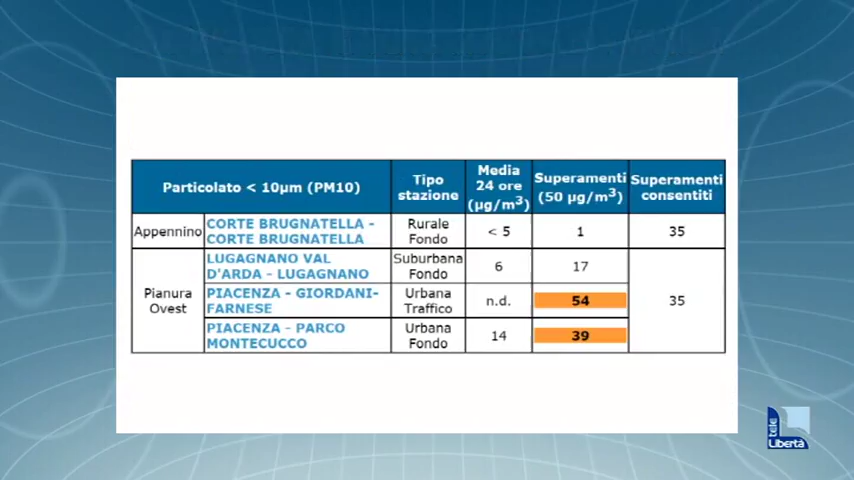 Particolato < 10µm (PM10)
Tipo
stazione
Media
24 ore
(µg/m3)
Superamenti
(50 µg/m3)
Superamenti
consentiti
Appennino
CORTE BRUGNATELLA -
CORTE BRUGNATELLA
Rurale
Fondo
< 5
1
35
Pianura
Ovest
LUGAGNANO VAL
D'ARDA - LUGAGNANO
Suburbana
Fondo
6
17
PIACENZA - GIORDANI-
FARNESE
Urbana
Traffico
n.d.
54
35
PIACENZA - PARCO
MONTECUCCO
Urbana
Fondo
14
39
tele
Libertà